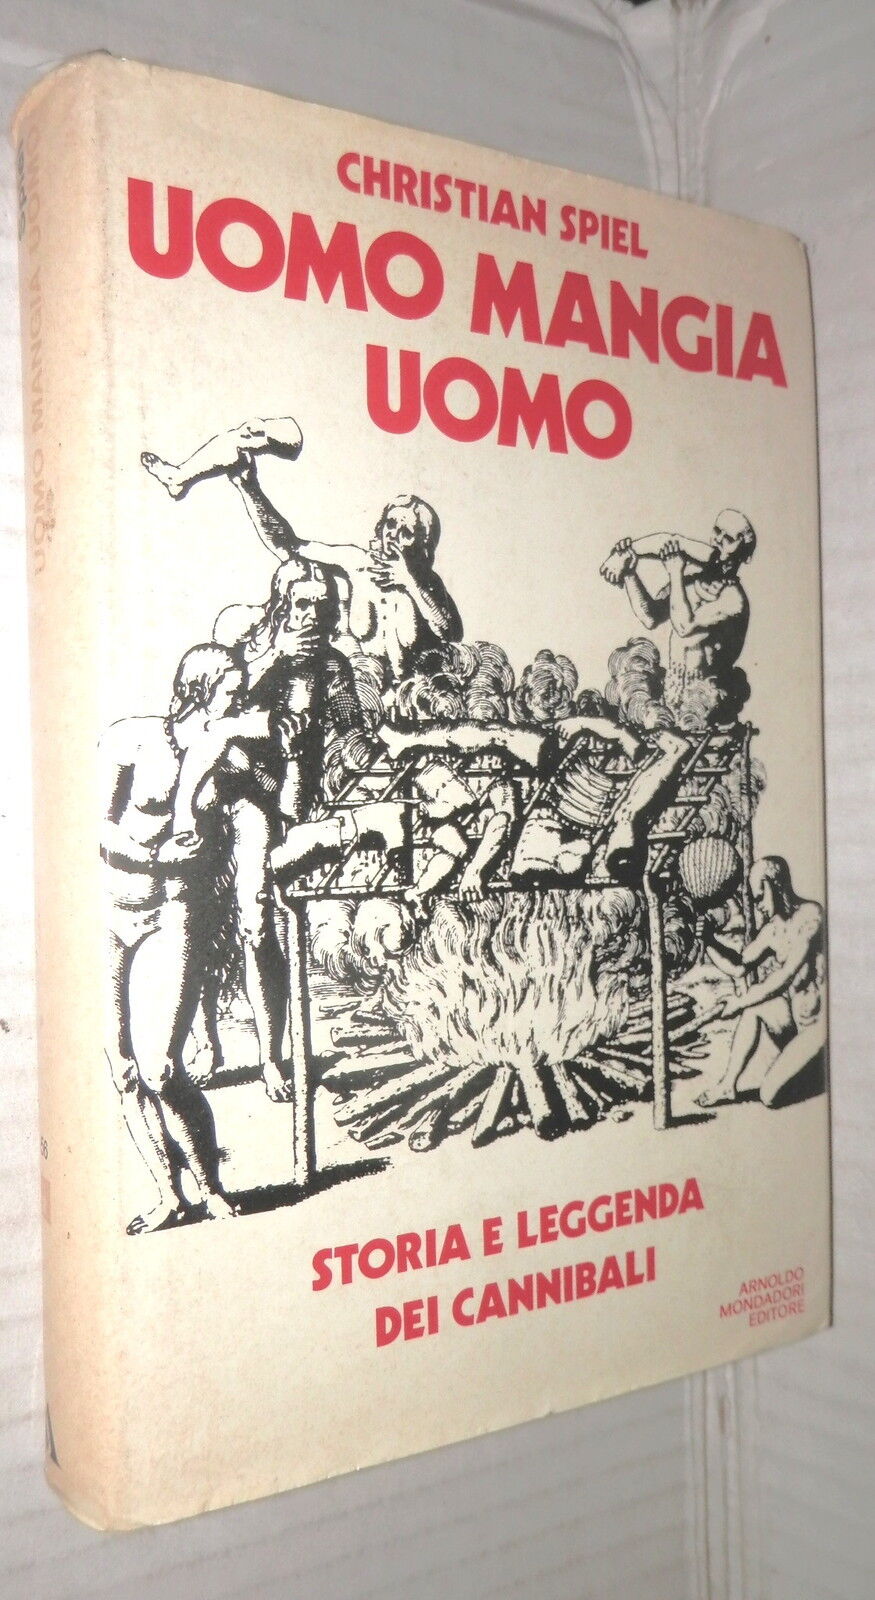 CHRISTIAN SPIEL
UOMO MANGIA
UOMO
STORIA E LEGGENDA
DEI CANNIBALI
ARNOLDO
MONDADORI
EDITORE
UOMO MANGIA UOMO